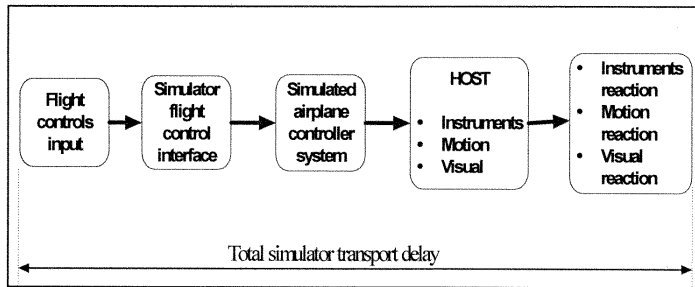 Flight
controls
input
Simulator
flight
control
interface
Simulated
airplane
controller
system
HOST
• Instruments
• Motion
• Visual
• Instruments
reaction
• Motion
reaction
• Visual
reaction
Total simulator transport delay